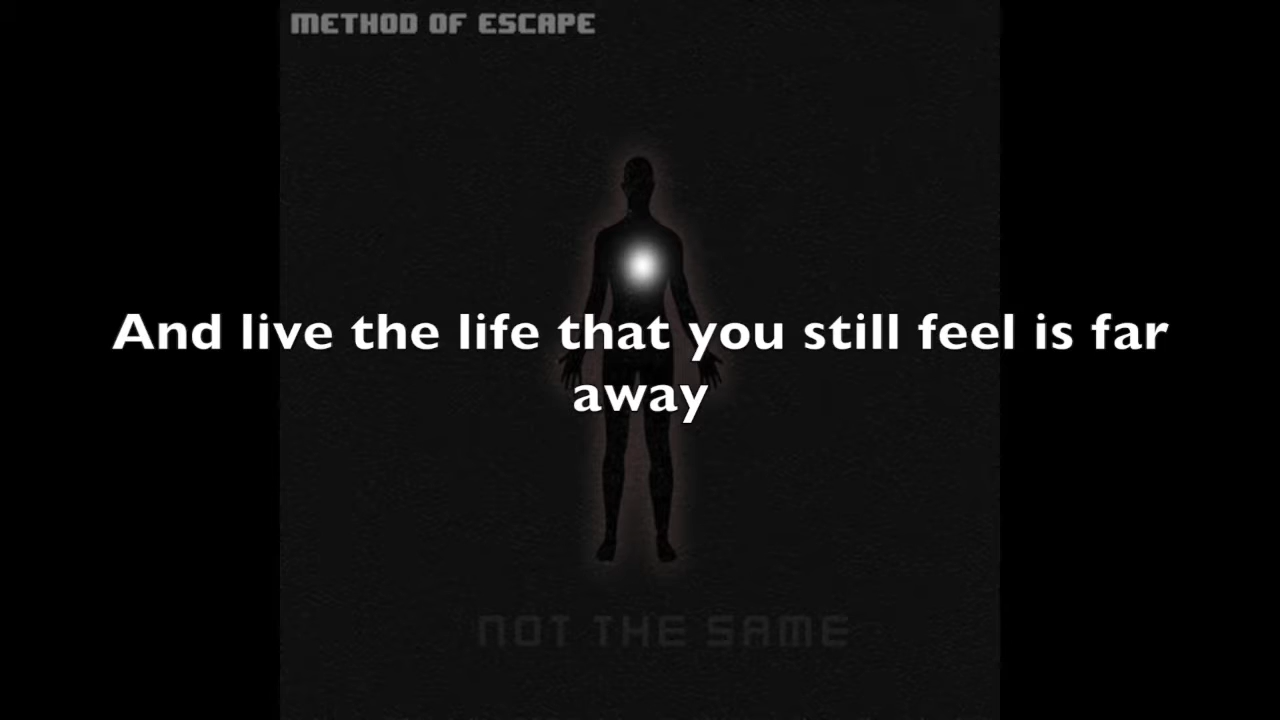 METHOD OF ESCAPE
And live the life that you still feel is far
away
NOT THE SAME